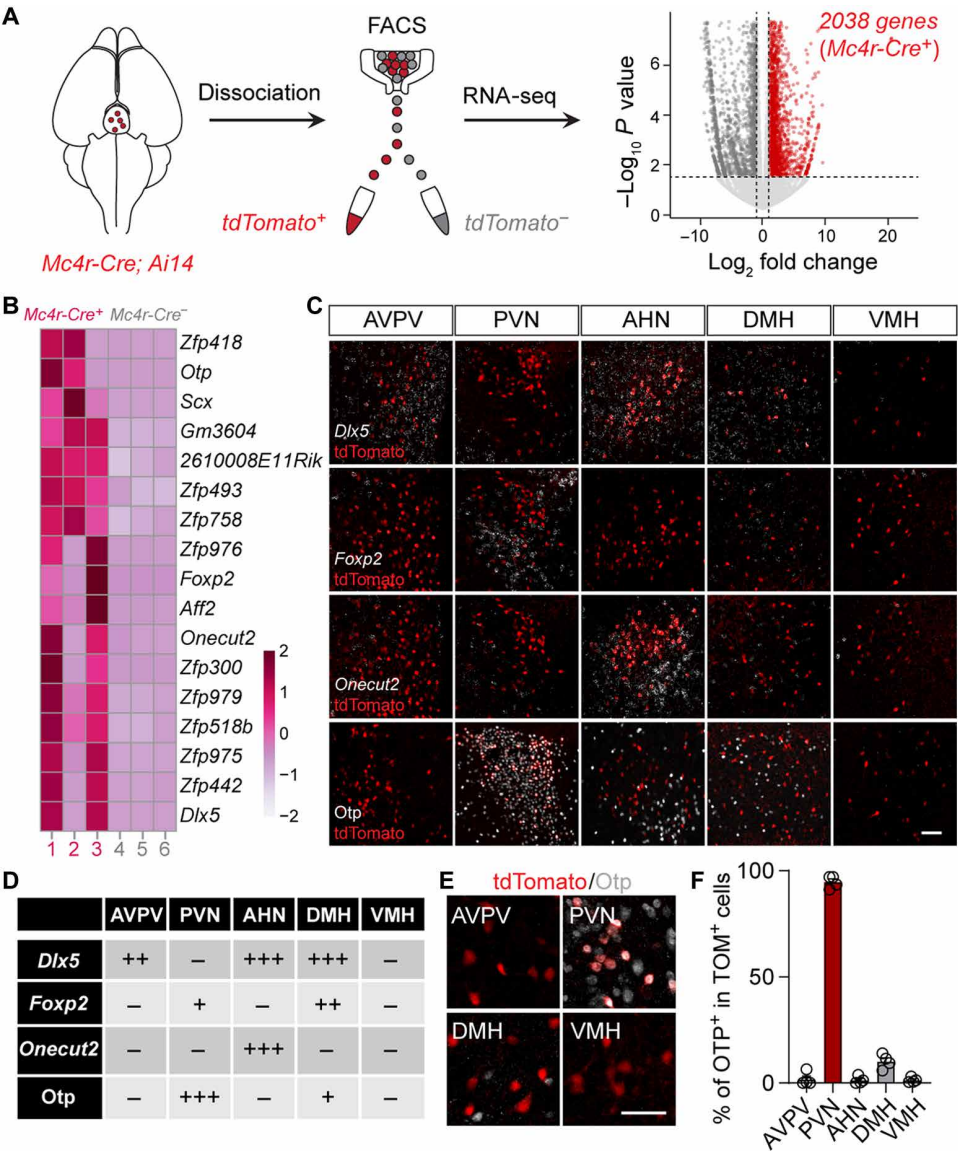 A
FACS
Dissociation
RNA-seq
tdTomato⁺
tdTomato⁻
Mc4r-Cre; Ai14
2038 genes
(Mc4r-Cre⁺)
–Log₁₀ P value
6
4
2
0
−10
0
10
20
Log₂ fold change
B
Mc4r-Cre⁺ Mc4r-Cre⁻
Zfp418
Otp
Scx
Gm3604
2610008E11Rik
Zfp493
Zfp758
Zfp976
Foxp2
Aff2
Onecut2
Zfp300
Zfp979
Zfp518b
Zfp975
Zfp442
Dlx5
2
1
0
−1
−2
1 2 3 4 5 6
C
AVPV PVN AHN DMH VMH
Dlx5
tdTomato
Foxp2
tdTomato
Onecut2
tdTomato
Otp
tdTomato
D
AVPV PVN AHN DMH VMH
Dlx5 ++ – +++ +++ –
Foxp2 – + – ++ –
Onecut2 – – +++ – –
Otp – +++ – + –
E
tdTomato/Otp
AVPV PVN
DMH VMH
F
% of OTP⁺ in TOM⁺ cells
100
50
0
AVPV
PVN
AHN
DMH
VMH